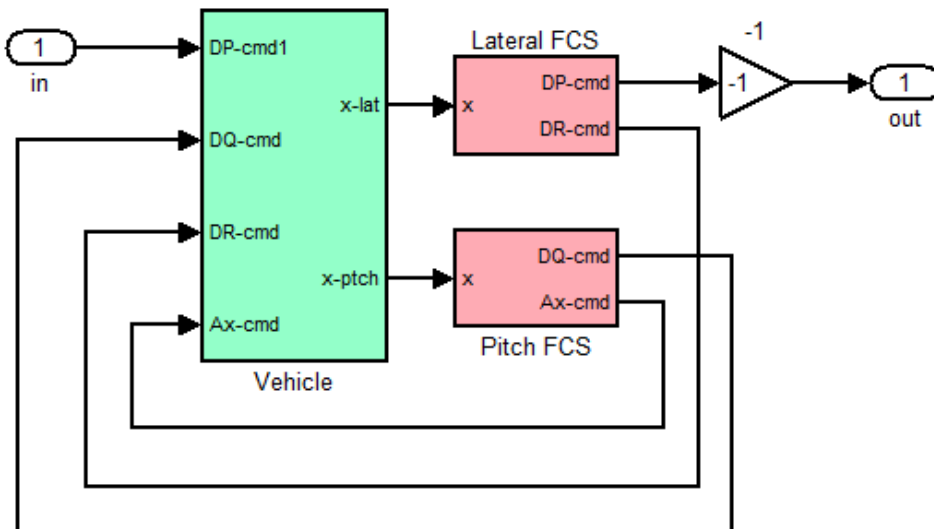 1
in
DP-cmd1
DQ-cmd
DR-cmd
Ax-cmd
x-lat
x-ptch
Vehicle
Lateral FCS
x
DP-cmd
DR-cmd
x
DQ-cmd
Ax-cmd
Pitch FCS
-1
-1
1
out